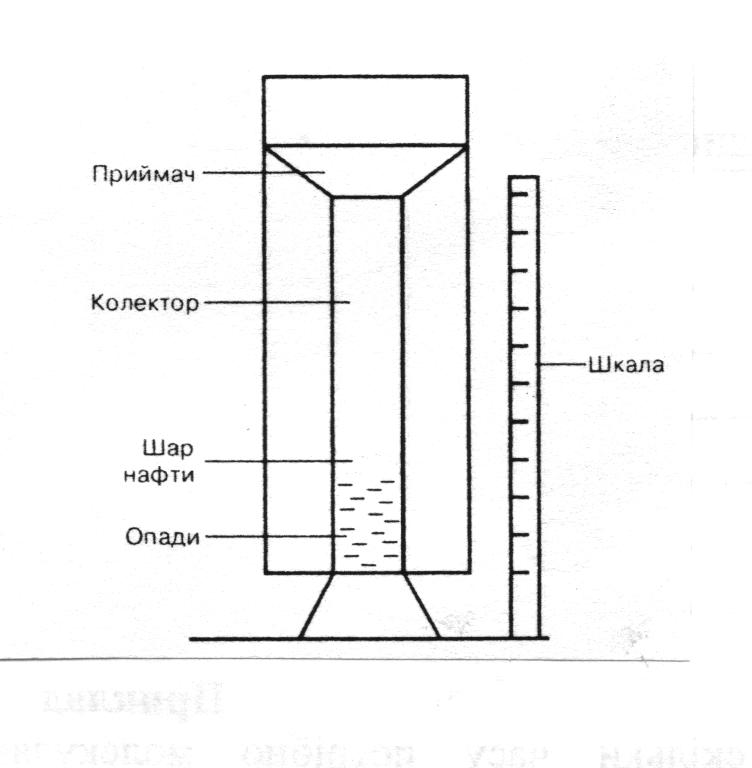 Приймач
Колектор
Шкала
Шар
нафти
Опади